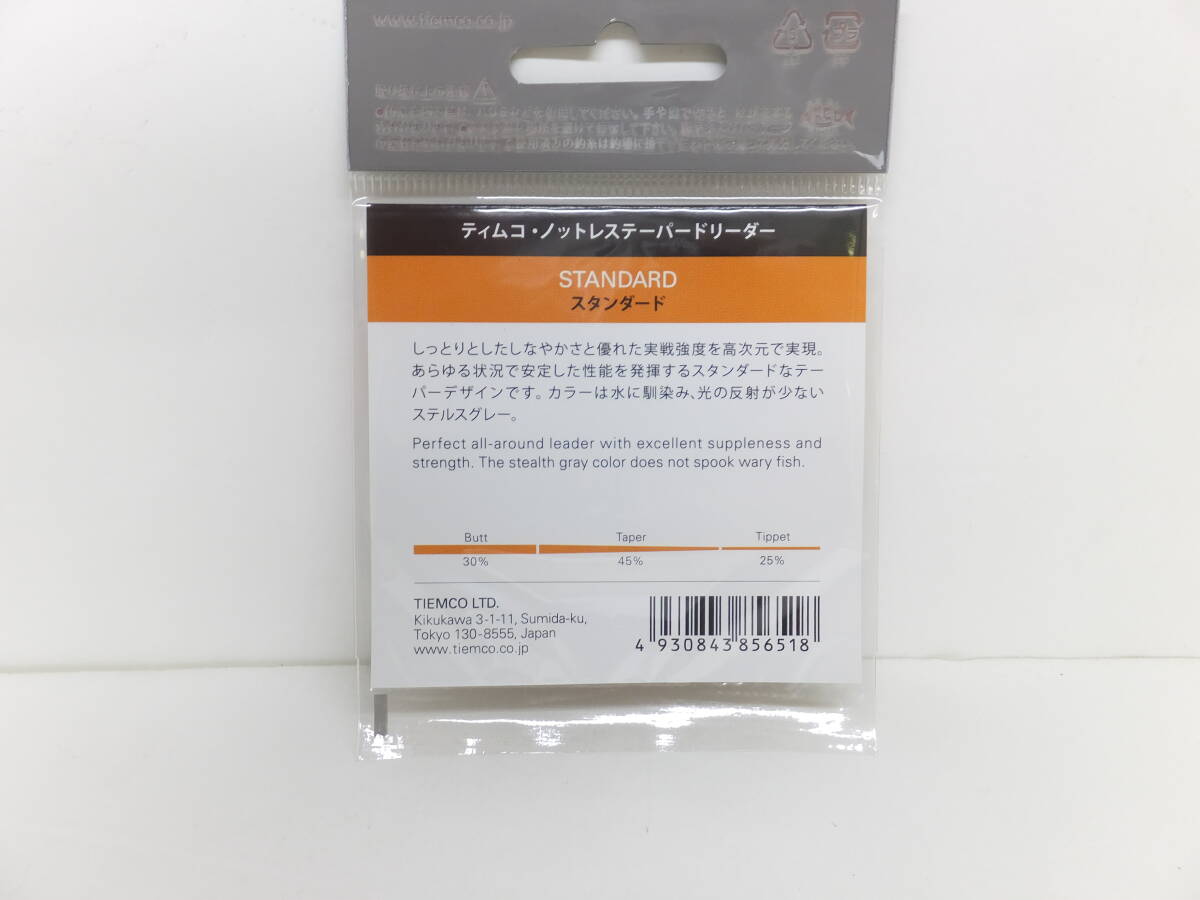 www.tiemco.co.jp
プラ
ティムコ・ノットレステーパードリーダー
STANDARD
スタンダード
しっとりとしたしなやかさと優れた実戦強度を高次元で実現。
あらゆる状況で安定した性能を発揮するスタンダードなテー
パーデザインです。カラーは水に馴染み、光の反射が少ない
ステルスグレー。
Perfect all-around leader with excellent suppleness and
strength. The stealth gray color does not spook wary fish.
Butt Taper Tippet
30% 45% 25%
TIEMCO LTD.
Kikukawa 3-1-11, Sumida-ku,
Tokyo 130-8555, Japan
www.tiemco.co.jp
4 930843 856518